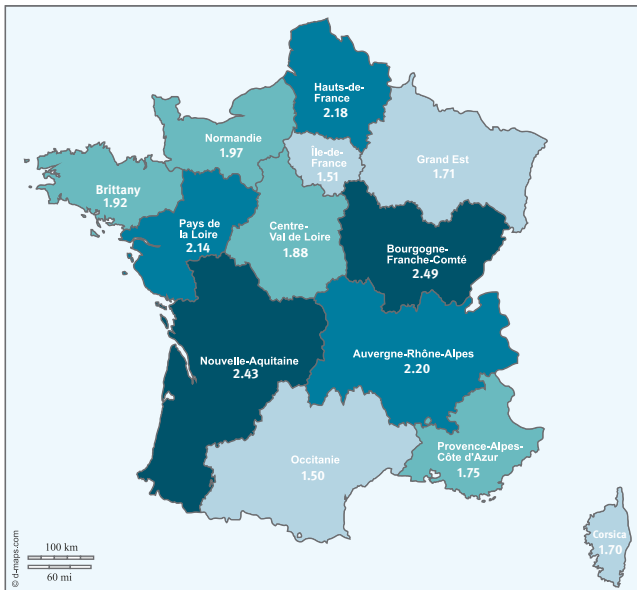 Hauts-de-
France
2.18
Normandie
1.97
Île-de-
France
1.51
Grand Est
1.71
Brittany
1.92
Pays de
la Loire
2.14
Centre-
Val de Loire
1.88
Bourgogne-
Franche-Comté
2.49
Nouvelle-Aquitaine
2.43
Auvergne-Rhône-Alpes
2.20
Provence-Alpes-
Côte d'Azur
1.75
Occitanie
1.50
Corsica
1.70
100 km
60 mi
© d-maps.com